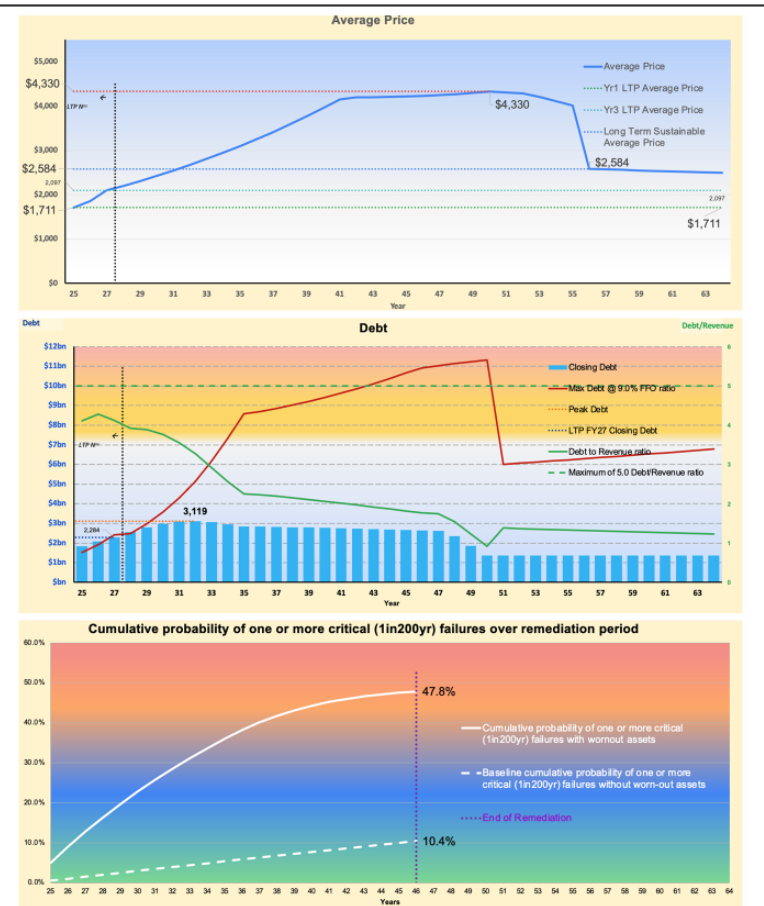 Average Price
$5,000
$4,330
$4,000
LTP N
$3,000
$2,584
2,097
$2,000
$1,711
$1,000
$0
Average Price
Yr1 LTP Average Price
Yr3 LTP Average Price
Long Term Sustainable
Average Price
$4,330
$2,584
2,097
$1,711
25 27 29 31 33 35 37 39 41 43 45 47 49 51 53 55 57 59 61 63
Year
Debt
Debt
Debt/Revenue
$12bn
$11bn
$10bn
$9bn
$8bn
$7bn
$6bn
$5bn
$4bn
$3bn
$2bn
$1bn
$bn
LTP N
2,284
3,119
Closing Debt
Max Debt @ 9.0% FFO ratio
Peak Debt
LTP FY27 Closing Debt
Debt to Revenue ratio
Maximum of 5.0 Debt/Revenue ratio
6
5
4
3
2
1
0
25 27 29 31 33 35 37 39 41 43 45 47 49 51 53 55 57 59 61 63
Year
Cumulative probability of one or more critical (1in200yr) failures over remediation period
60.0%
50.0%
40.0%
30.0%
20.0%
10.0%
0.0%
47.8%
10.4%
Cumulative probability of one or more critical
(1in200yr) failures with wornout assets
Baseline cumulative probability of one or more
critical (1in200yr) failures without worn-out assets
End of Remediation
25 26 27 28 29 30 31 32 33 34 35 36 37 38 39 40 41 42 43 44 45 46 47 48 49 50 51 52 53 54 55 56 57 58 59 60 61 62 63 64
Years